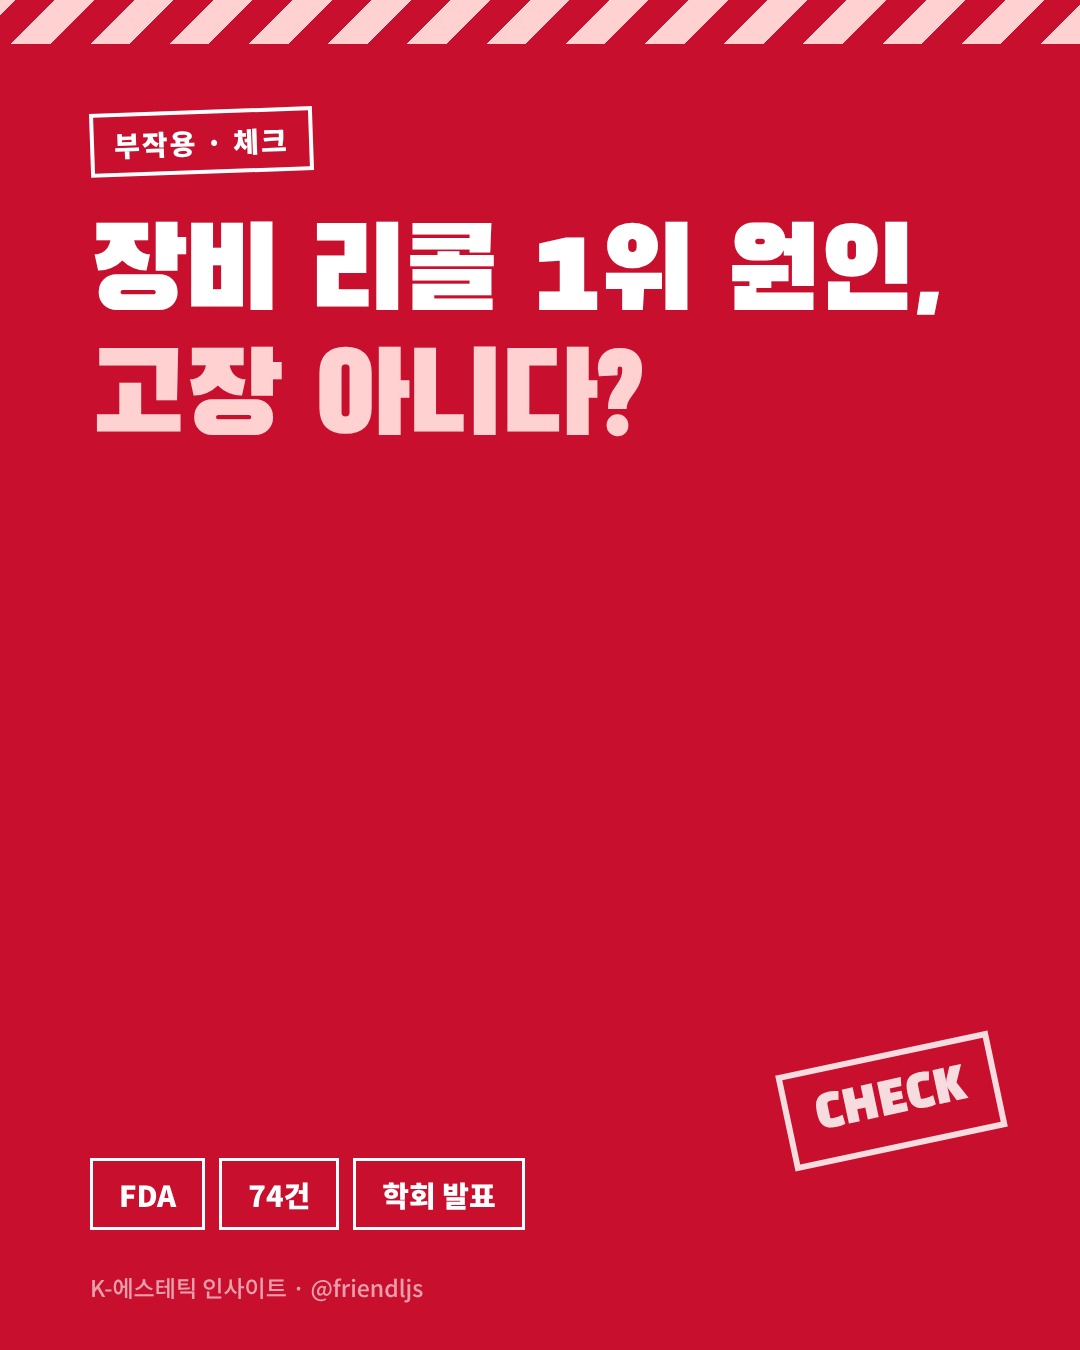 부작용 · 체크
장비 리콜 1위 원인,
고장 아니다?
CHECK
FDA
74건
학회 발표
K-에스테틱 인사이트 · @friendljs